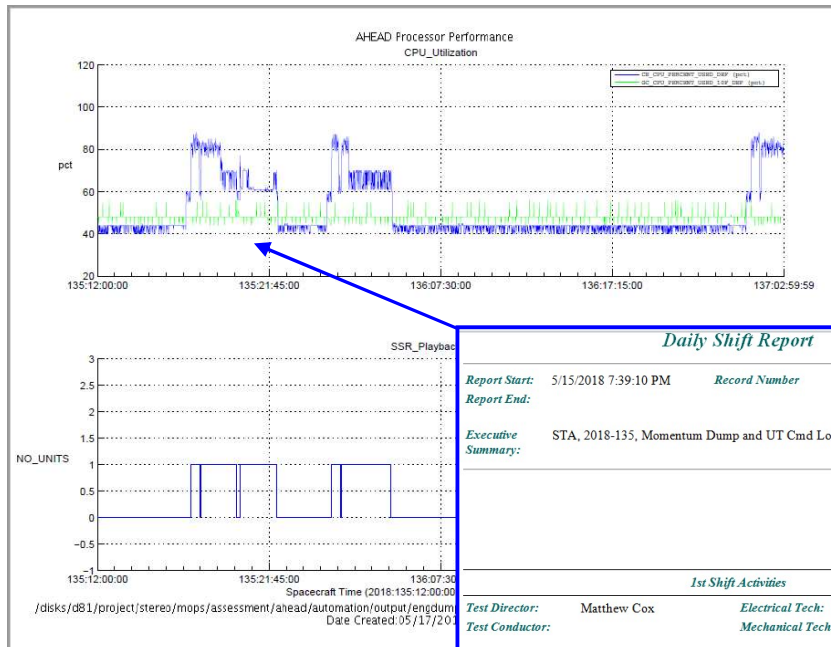 AHEAD Processor Performance
CPU_Utilization
120
CE_CPU_PERCENT_USED_DHF (pct)
100
80
pct
60
40
20
135:12:00:00 135:21:45:00 136:07:30:00 136:17:15:00 137:02:59:59
SSR_Playbac
3
2.5
2
1.5
NO_UNITS
1
0.5
0
−0.5
−1
135:12:00:00 135:21:45:00 136:07:30:
Spacecraft Time (2018:135:12:00:00
/disks/d81/project/stereo/mops/assessment/ahead/automation/output/engdump
Date Created:05/17/201
Daily Shift Report
Report Start: 5/15/2018 7:39:10 PM Record Number
Report End:
Executive STA, 2018-135, Momentum Dump and UT Cmd Lo
Summary:
1st Shift Activities
Test Director: Matthew Cox Electrical Tech:
Test Conductor: Mechanical Tech